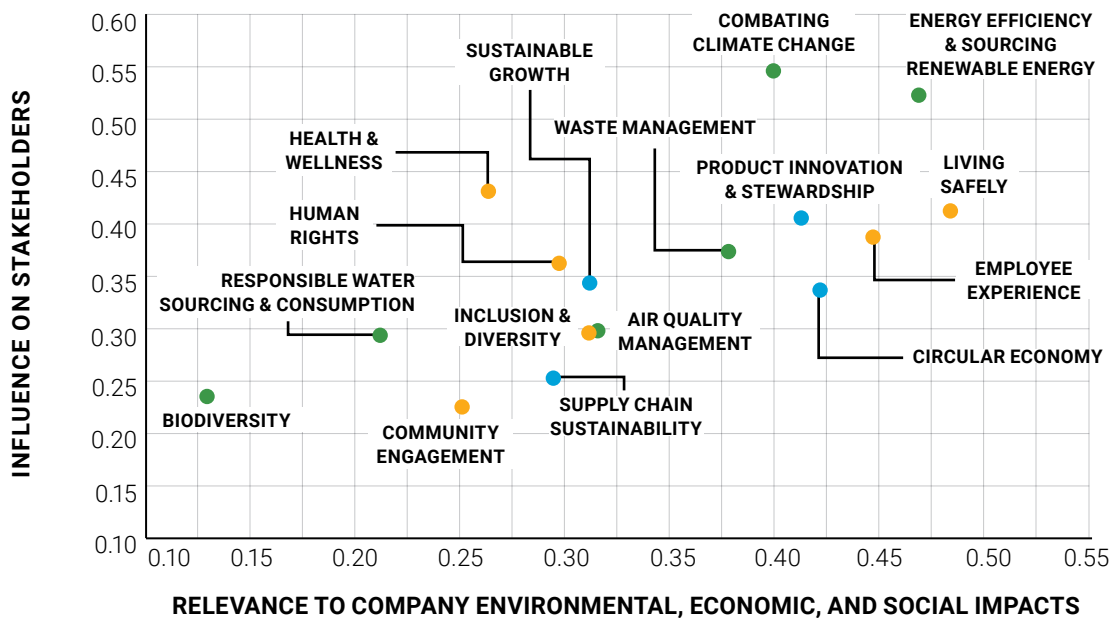 0.60
0.55
0.50
0.45
0.40
0.35
0.30
0.25
0.20
0.15
0.10
INFLUENCE ON STAKEHOLDERS
COMBATING
CLIMATE CHANGE
ENERGY EFFICIENCY
& SOURCING
RENEWABLE ENERGY
SUSTAINABLE
GROWTH
WASTE MANAGEMENT
HEALTH &
WELLNESS
PRODUCT INNOVATION
& STEWARDSHIP
LIVING
SAFELY
HUMAN
RIGHTS
EMPLOYEE
EXPERIENCE
RESPONSIBLE WATER
SOURCING & CONSUMPTION
INCLUSION &
DIVERSITY
AIR QUALITY
MANAGEMENT
CIRCULAR ECONOMY
BIODIVERSITY
SUPPLY CHAIN
SUSTAINABILITY
COMMUNITY
ENGAGEMENT
0.10 0.15 0.20 0.25 0.30 0.35 0.40 0.45 0.50 0.55
RELEVANCE TO COMPANY ENVIRONMENTAL, ECONOMIC, AND SOCIAL IMPACTS